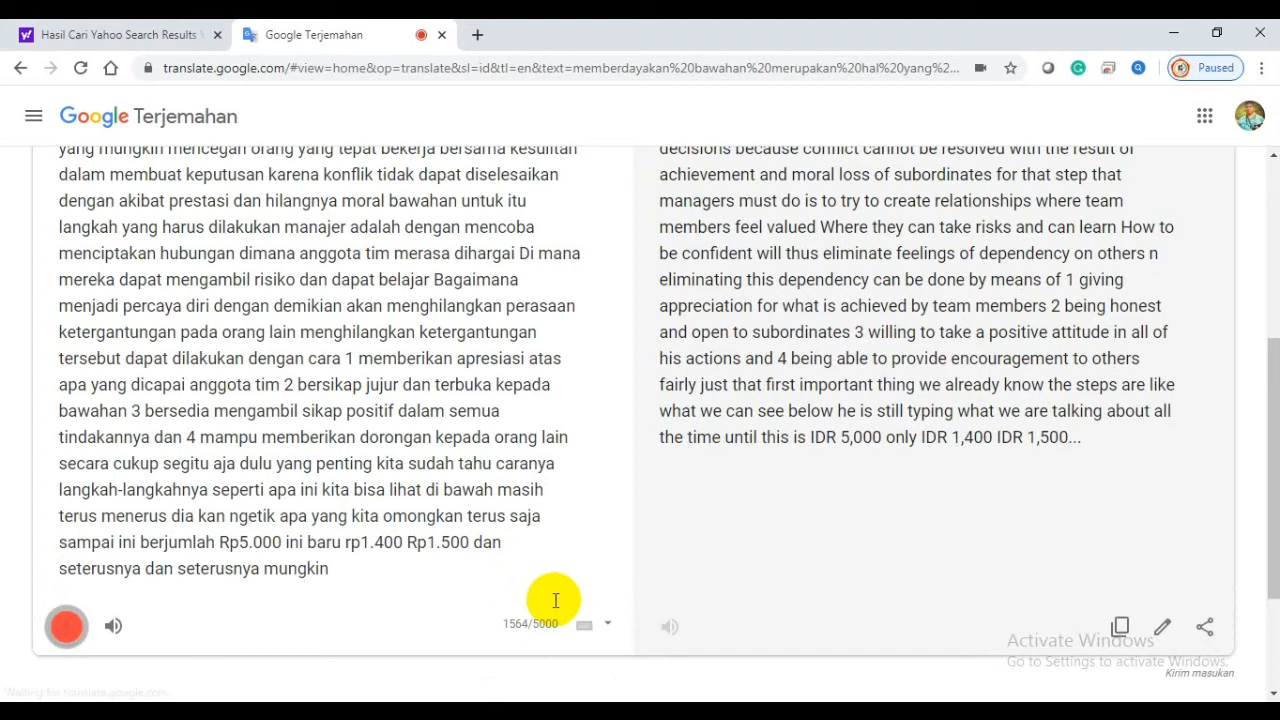 Hasil Cari Yahoo Search Results
Google Terjemahan
translate.google.com/#view=home&op=translate&sl=id&tl=en&text=memberdayakan%20bawahan%20merupakan%20hal%20yang%2...
Paused
Google Terjemahan
yang mungkin mencegah orang yang tepat bekerja bersama kesulitan
dalam membuat keputusan karena konflik tidak dapat diselesaikan
dengan akibat prestasi dan hilangnya moral bawahan untuk itu
langkah yang harus dilakukan manajer adalah dengan mencoba
menciptakan hubungan dimana anggota tim merasa dihargai Di mana
mereka dapat mengambil risiko dan dapat belajar Bagaimana
menjadi percaya diri dengan demikian akan menghilangkan perasaan
ketergantungan pada orang lain menghilangkan ketergantungan
tersebut dapat dilakukan dengan cara 1 memberikan apresiasi atas
apa yang dicapai anggota tim 2 bersikap jujur dan terbuka kepada
bawahan 3 bersedia mengambil sikap positif dalam semua
tindakannya dan 4 mampu memberikan dorongan kepada orang lain
secara cukup segitu aja dulu yang penting kita sudah tahu caranya
langkah-langkahnya seperti apa ini kita bisa lihat di bawah masih
terus menerus dia kan ngetik apa yang kita omongkan terus saja
sampai ini berjumlah Rp5.000 ini baru rp1.400 Rp1.500 dan
seterusnya dan seterusnya mungkin
1564/5000
decisions because conflict cannot be resolved with the result of
achievement and moral loss of subordinates for that step that
managers must do is to try to create relationships where team
members feel valued Where they can take risks and can learn How to
be confident will thus eliminate feelings of dependency on others n
eliminating this dependency can be done by means of 1 giving
appreciation for what is achieved by team members 2 being honest
and open to subordinates 3 willing to take a positive attitude in all of
his actions and 4 being able to provide encouragement to others
fairly just that first important thing we already know the steps are like
what we can see below he is still typing what we are talking about all
the time until this is IDR 5,000 only IDR 1,400 IDR 1,500...
Activate Windows
Go to Settings to activate Windows.
Kirim masukan
Waiting for translate.google.com...